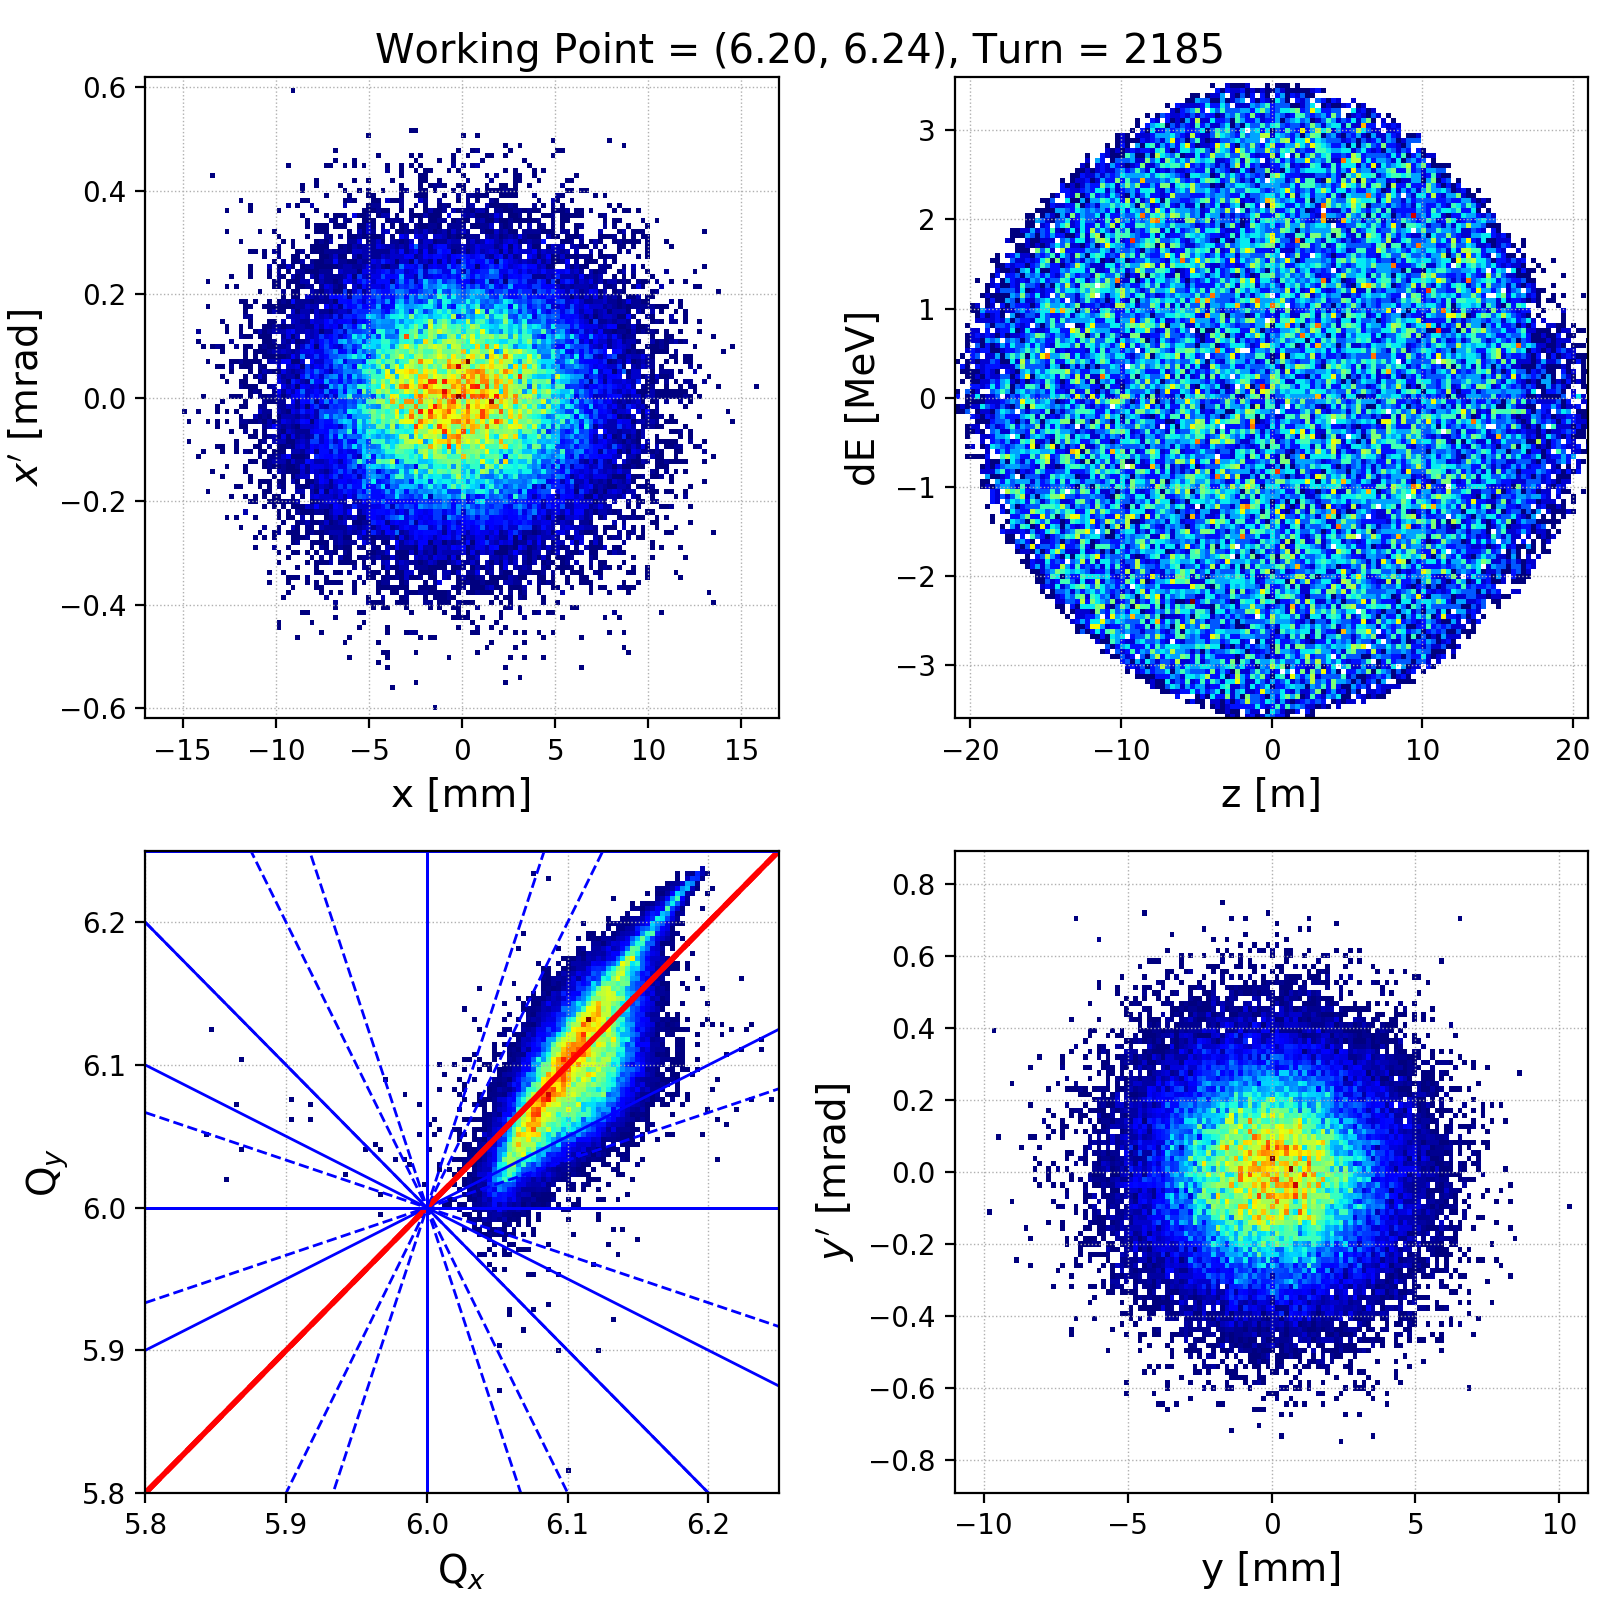 Working Point = (6.20, 6.24), Turn = 2185
0.6
0.4
0.2
0.0
−0.2
−0.4
−0.6
x′ [mrad]
−15 −10 −5 0 5 10 15
x [mm]
3
2
1
0
−1
−2
−3
dE [MeV]
−20 −10 0 10 20
z [m]
6.2
6.1
6.0
5.9
5.8
Qy
5.8 5.9 6.0 6.1 6.2
Qx
0.8
0.6
0.4
0.2
0.0
−0.2
−0.4
−0.6
−0.8
y′ [mrad]
−10 −5 0 5 10
y [mm]